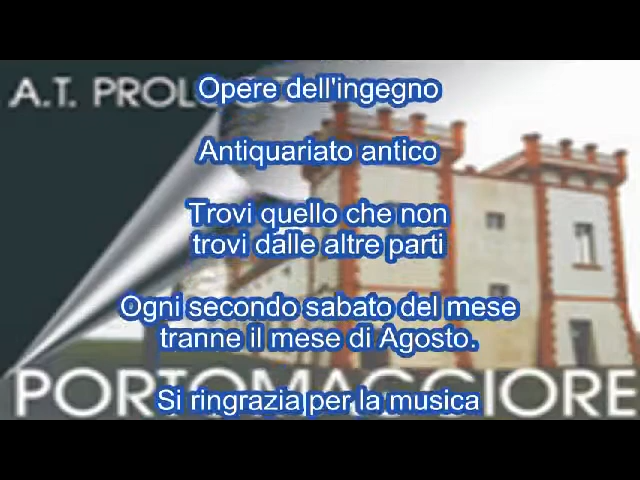 A.T. PROLOCO
Opere dell'ingegno
Antiquariato antico
Trovi quello che non
trovi dalle altre parti
Ogni secondo sabato del mese
tranne il mese di Agosto.
PORTOMAGGIORE
Si ringrazia per la musica